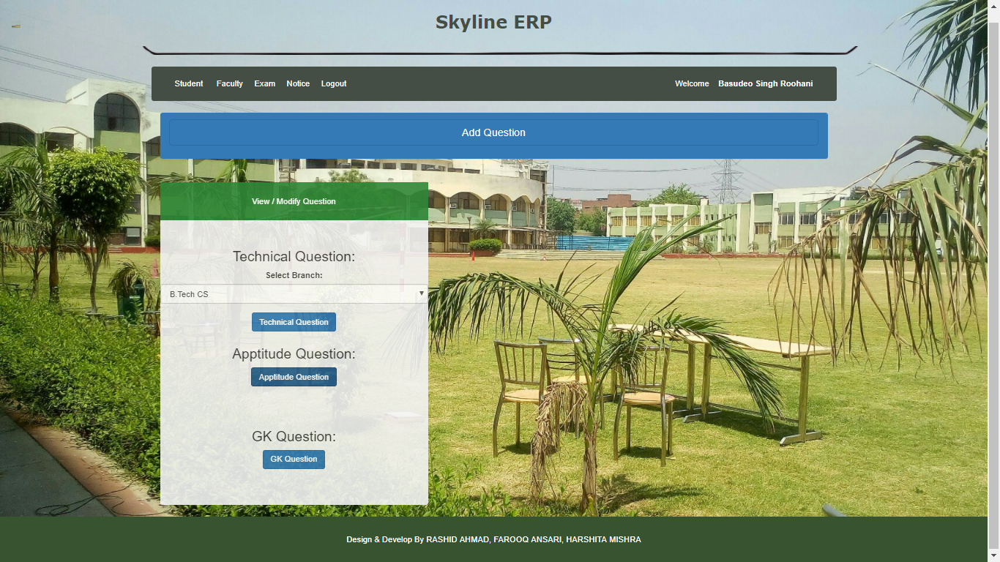 Skyline ERP
Student Faculty Exam Notice Logout Welcome Basudeo Singh Roohani
Add Question
View / Modify Question
Technical Question:
Select Branch:
B.Tech CS
Technical Question
Apptitude Question:
Apptitude Question
GK Question:
GK Question
Design & Develop By RASHID AHMAD, FAROOQ ANSARI, HARSHITA MISHRA